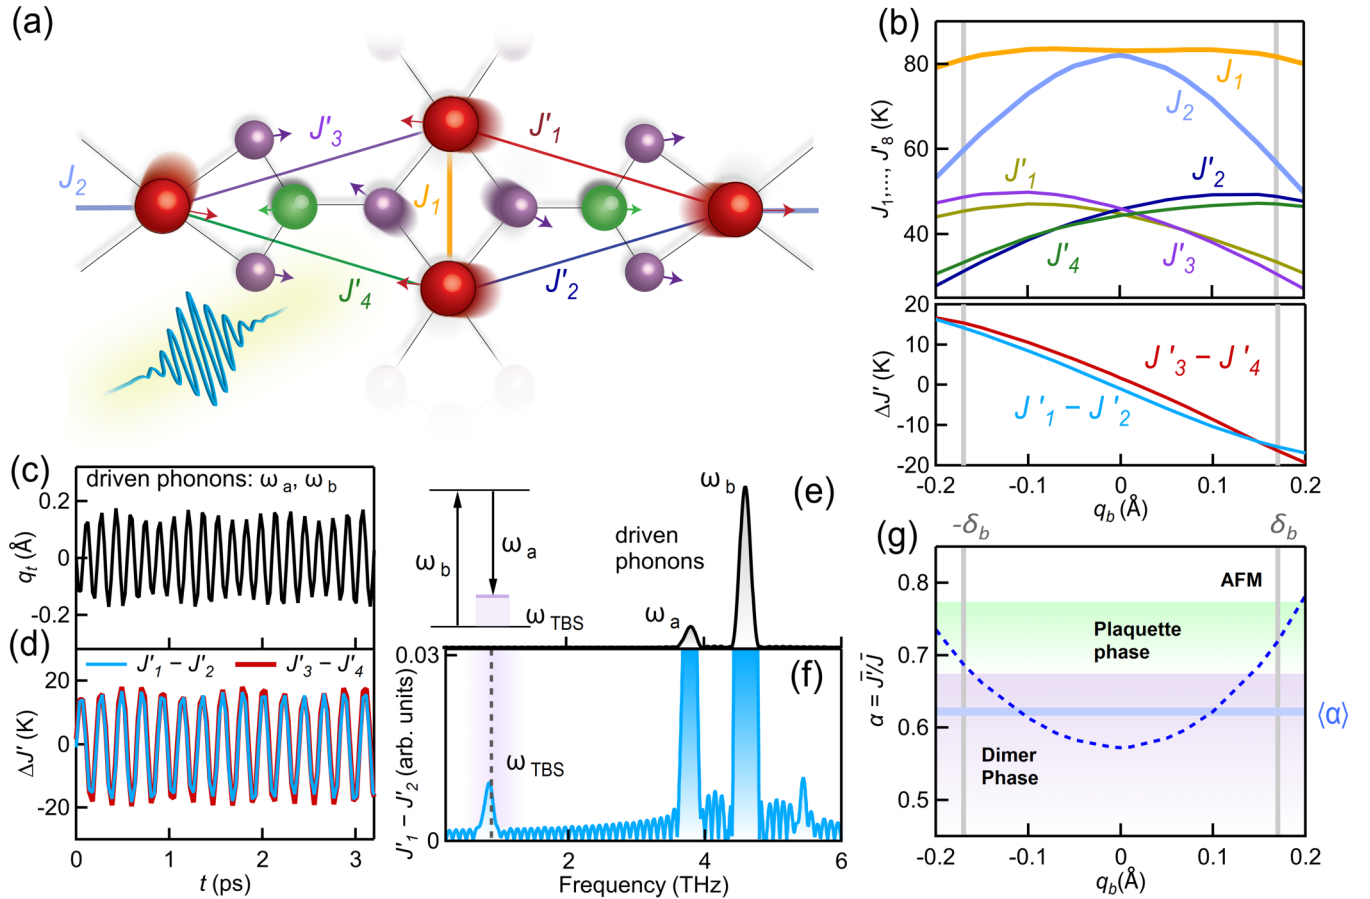 (a)
J'3
J'1
J2
J1
J'4
J'2
(b)
J1,..., J'8 (K)
80
60
40
J1
J2
J'1
J'2
J'4
J'3
ΔJ' (K)
20
10
0
-10
-20
J'3 − J'4
J'1 − J'2
-0.2
-0.1
0
0.1
0.2
qb (Å)
-δb
δb
(c)
driven phonons: ωa, ωb
qt (Å)
0.2
0
-0.2
(d)
J'1 − J'2
J'3 − J'4
ΔJ' (K)
20
0
-20
0
1
2
3
t (ps)
(e)
ωb
ωa
ωTBS
driven
phonons
ωa
ωb
(f)
J'1 − J'2 (arb. units)
0.03
0
ωTBS
2
4
6
Frequency (THz)
(g)
α = J̄'/J̄
0.8
0.7
0.6
0.5
AFM
Plaquette
phase
Dimer
Phase
⟨α⟩
-0.2
-0.1
0
0.1
0.2
qb (Å)